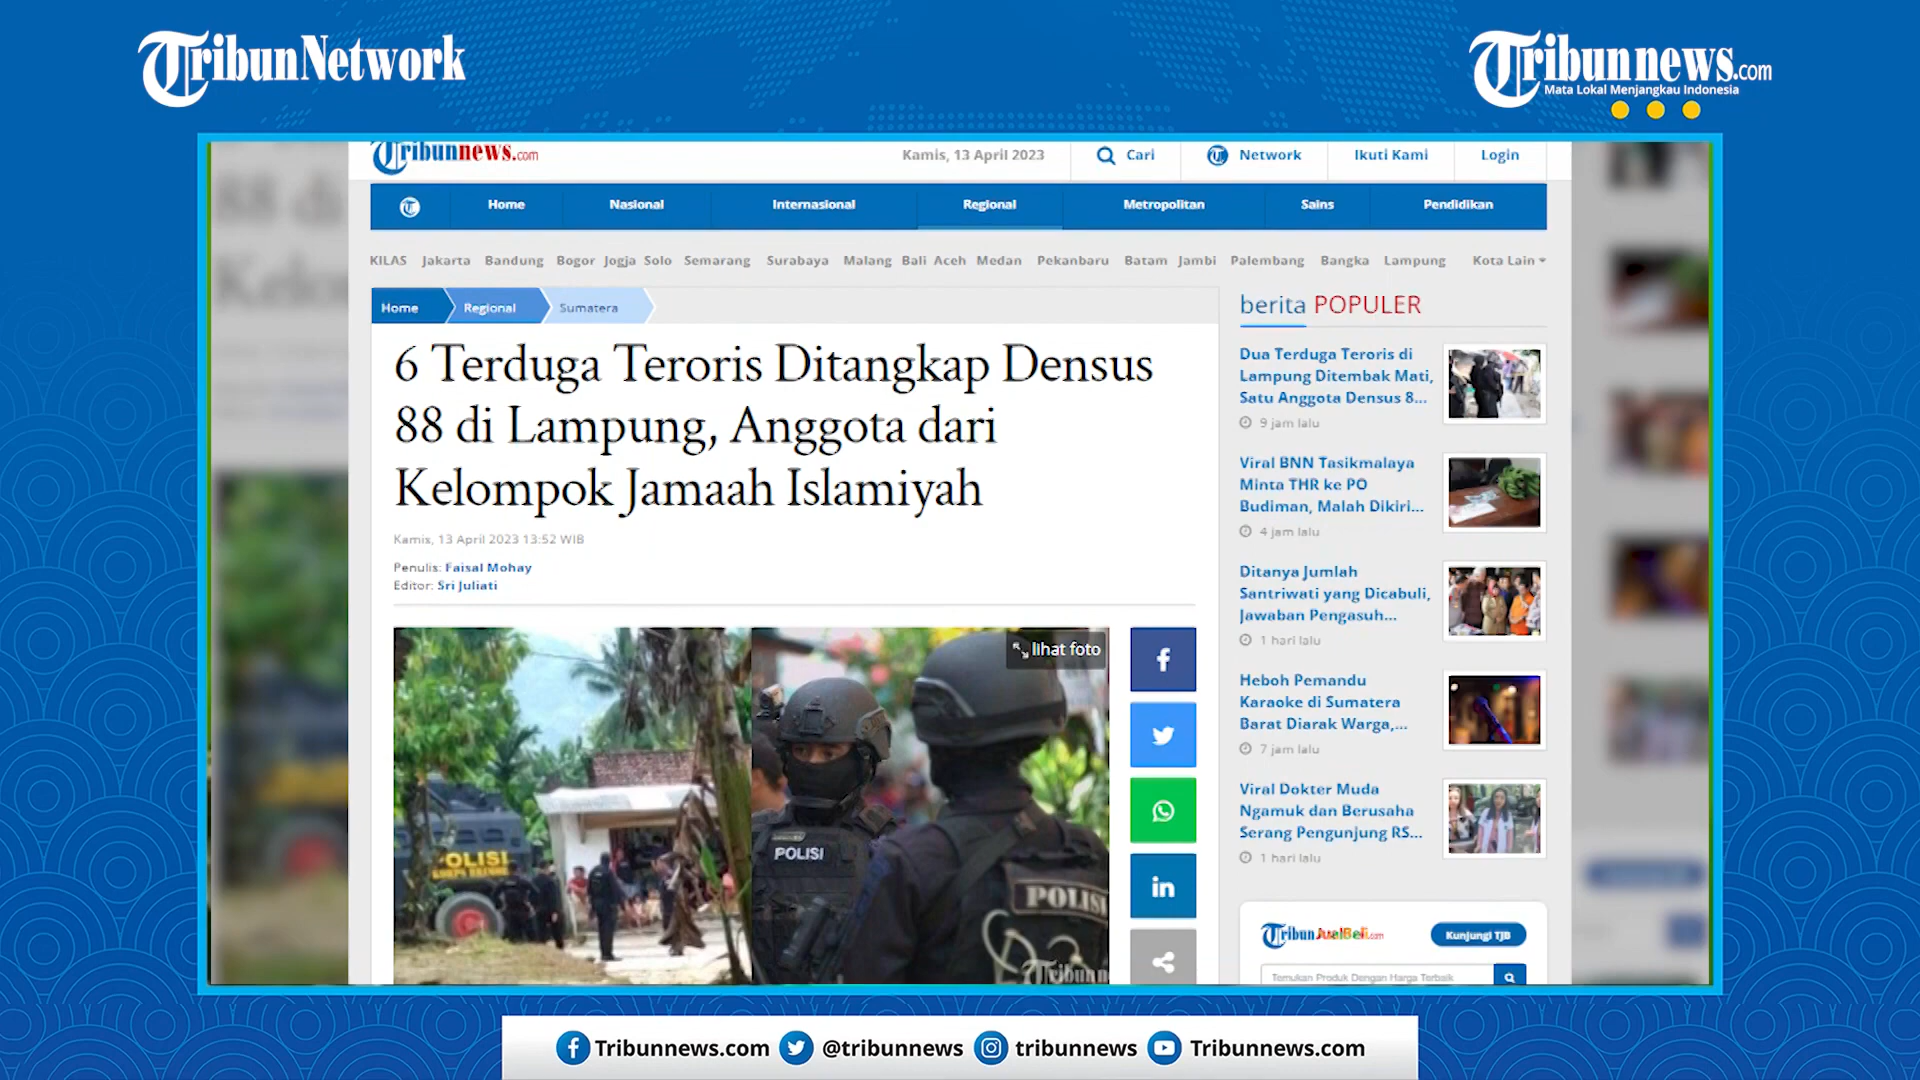 Tribun Network
Tribunnews.com
Mata Lokal Menjangkau Indonesia
Tribunnews.com
Kamis, 13 April 2023
Cari
Network
Ikuti Kami
Login
Home
Nasional
Internasional
Regional
Metropolitan
Sains
Pendidikan
KILAS Jakarta Bandung Bogor Jogja Solo Semarang Surabaya Malang Bali Aceh Medan Pekanbaru Batam Jambi Palembang Bangka Lampung Kota Lain
Home
Regional
Sumatera
6 Terduga Teroris Ditangkap Densus
88 di Lampung, Anggota dari
Kelompok Jamaah Islamiyah
Kamis, 13 April 2023 13:52 WIB
Penulis: Faisal Mohay
Editor: Sri Juliati
lihat foto
POLISI
POLISI
POLISI
Tribunn
berita POPULER
Dua Terduga Teroris di
Lampung Ditembak Mati,
Satu Anggota Densus 8...
9 jam lalu
Viral BNN Tasikmalaya
Minta THR ke PO
Budiman, Malah Dikiri...
4 jam lalu
Ditanya Jumlah
Santriwati yang Dicabuli,
Jawaban Pengasuh...
1 hari lalu
Heboh Pemandu
Karaoke di Sumatera
Barat Diarak Warga,...
7 jam lalu
Viral Dokter Muda
Ngamuk dan Berusaha
Serang Pengunjung RS...
1 hari lalu
TribunJualBeli.com
Kunjungi TJB
Temukan Produk Dengan Harga Terbaik
Tribunnews.com
@tribunnews
tribunnews
Tribunnews.com